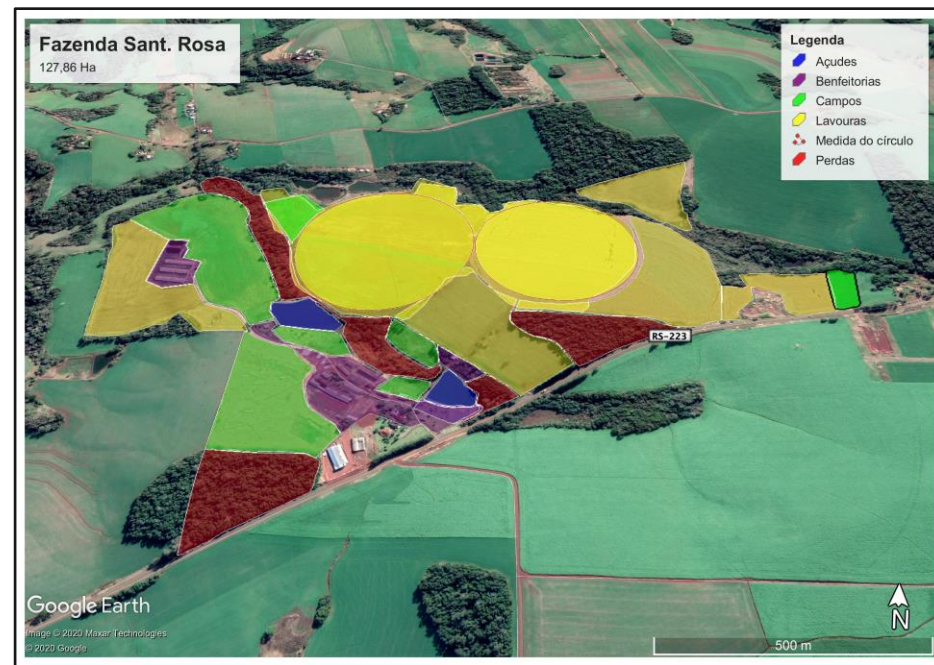 Fazenda Sant. Rosa
127,86 Ha
Legenda
Açudes
Benfeitorias
Campos
Lavouras
Medida do círculo
Perdas
RS-223
Google Earth
Image © 2020 Maxar Technologies
© 2020 Google
N
500 m